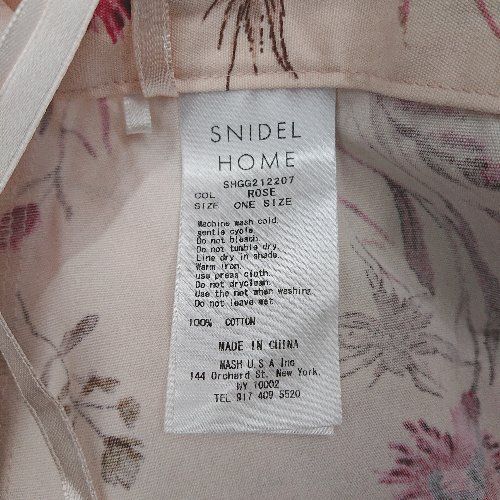 SNIDEL
HOME
SHGG212207
COL ROSE
SIZE ONE SIZE
Machine wash cold.
gentle cycle.
Do not bleach.
Do not tumble dry.
Line dry in shade.
Warm iron.
use press cloth.
Do not dryclean.
Use the net when washing.
Do not leave wet.
100% COTTON
MADE IN CHINA
MASH U.S.A Inc
144 Orchard St. New York,
NY 10002
TEL 917 409 5520